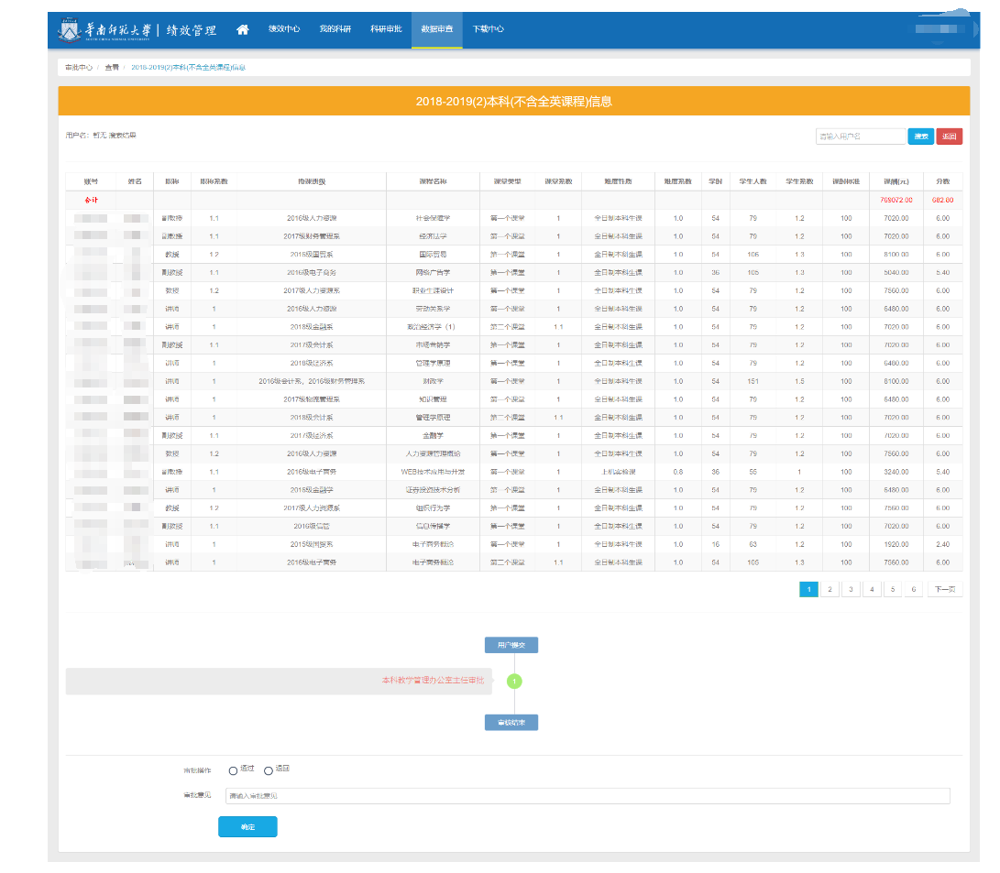 華南師範大學 | 绩效管理 绩效中心 我的科研 科研审批 数据审查 下载中心
SOUTH CHINA NORMAL UNIVERSITY
审批中心 / 查看 / 2018-2019(2)本科(不含全英课程)信息
2018-2019(2)本科(不含全英课程)信息
用户名: 暂无 搜索结果 请输入用户名 搜索 返回
账号 姓名 职称 职称系数 授课班级 课程名称 课堂类型 课堂系数 难度性质 难度系数 学时 学生人数 学生系数 课时标准 课酬(元) 分数
合计 769072.00 682.80
副教授 1.1 2016级人力资源 社会保障学 第一个课堂 1 全日制本科生课 1.0 54 79 1.2 100 7020.00 6.00
副教授 1.1 2017级财务管理系 经济法学 第一个课堂 1 全日制本科生课 1.0 54 79 1.2 100 7020.00 6.00
教授 1.2 2016级国贸系 国际贸易 第一个课堂 1 全日制本科生课 1.0 54 106 1.3 100 8100.00 6.00
副教授 1.1 2016级电子商务 网络广告学 第一个课堂 1 全日制本科生课 1.0 36 105 1.3 100 5040.00 5.40
教授 1.2 2017级人力资源系 职业生涯设计 第一个课堂 1 全日制本科生课 1.0 54 79 1.2 100 7560.00 6.00
讲师 1 2016级人力资源 劳动关系学 第一个课堂 1 全日制本科生课 1.0 54 79 1.2 100 6480.00 6.00
讲师 1 2018级金融系 政治经济学（1） 第二个课堂 1.1 全日制本科生课 1.0 54 79 1.2 100 7020.00 6.00
副教授 1.1 2017级会计系 市场营销学 第一个课堂 1 全日制本科生课 1.0 54 79 1.2 100 7020.00 6.00
讲师 1 2018级经济系 管理学原理 第一个课堂 1 全日制本科生课 1.0 54 79 1.2 100 6480.00 6.00
讲师 1 2016级会计系，2016级财务管理系 财政学 第一个课堂 1 全日制本科生课 1.0 54 151 1.5 100 8100.00 6.00
讲师 1 2017级物流管理系 知识管理 第一个课堂 1 全日制本科生课 1.0 54 79 1.2 100 6480.00 6.00
讲师 1 2018级会计系 管理学原理 第二个课堂 1.1 全日制本科生课 1.0 54 75 1.2 100 7020.00 6.00
副教授 1.1 2017级经济系 金融学 第一个课堂 1 全日制本科生课 1.0 54 79 1.2 100 7020.00 6.00
教授 1.2 2016级人力资源 人力资源管理概论 第一个课堂 1 全日制本科生课 1.0 54 79 1.2 100 7560.00 6.00
副教授 1.1 2016级电子商务 WEB技术应用与开发 第一个课堂 1 上机实验课 0.8 36 55 1 100 3240.00 5.40
讲师 1 2016级金融学 证券投资技术分析 第一个课堂 1 全日制本科生课 1.0 54 79 1.2 100 6480.00 6.00
教授 1.2 2017级人力资源系 组织行为学 第一个课堂 1 全日制本科生课 1.0 54 79 1.2 100 7560.00 6.00
副教授 1.1 2016级信管 信息传播学 第一个课堂 1 全日制本科生课 1.0 54 79 1.2 100 7020.00 6.00
讲师 1 2015级国贸系 电子商务概论 第一个课堂 1 全日制本科生课 1.0 16 63 1.2 100 1920.00 2.40
讲师 1 2016级电子商务 电子商务概论 第二个课堂 1.1 全日制本科生课 1.0 54 105 1.3 100 7560.00 6.00
1 2 3 4 5 6 下一页
用户提交
本科教学管理办公室主任审批 1
审核结束
审批操作 通过 退回
审批意见 请输入审批意见
确定